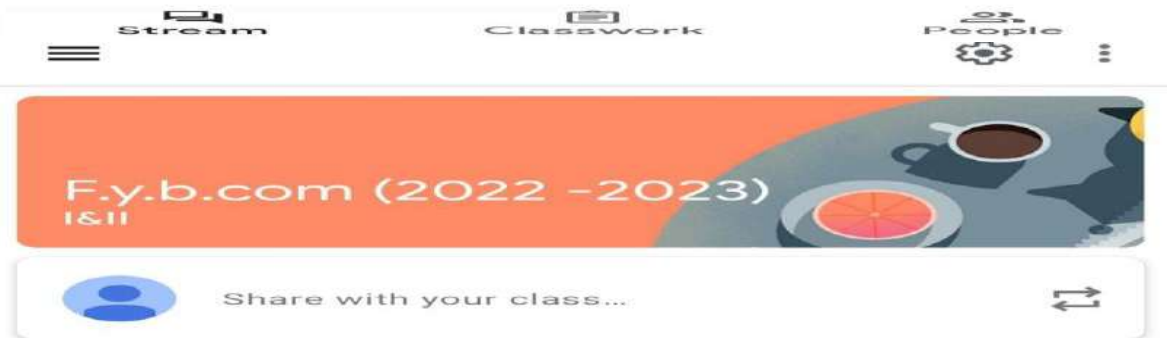 Stream Classwork People
F.y.b.com (2022 -2023)
I&II
Share with your class...